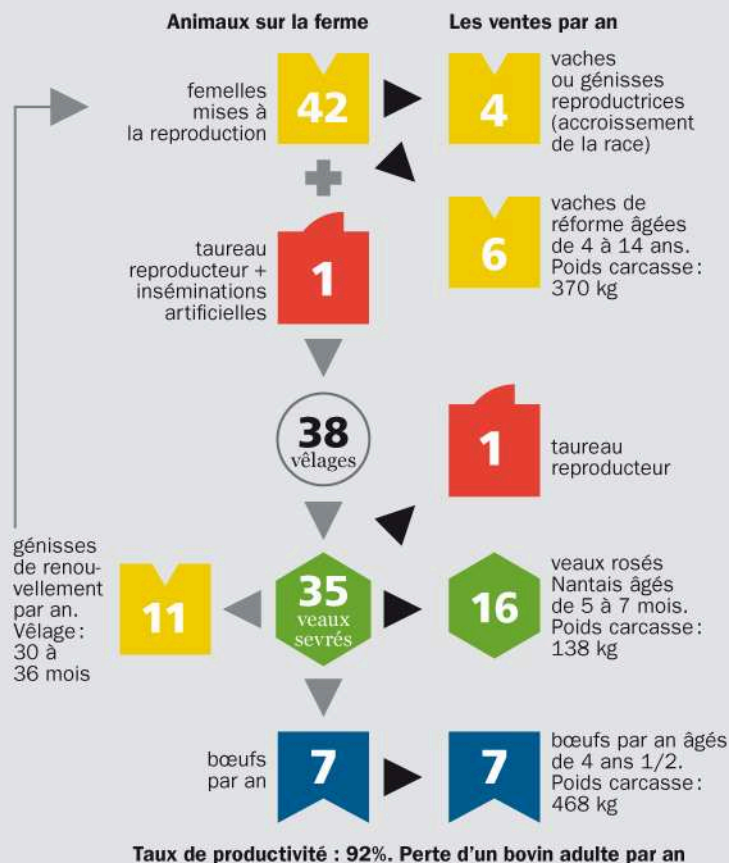 Animaux sur la ferme
Les ventes par an
femelles
mises à
la reproduction
42
4
vaches
ou génisses
reproductrices
(accroissement
de la race)
6
vaches de
réforme âgées
de 4 à 14 ans.
Poids carcasse :
370 kg
taureau
reproducteur +
inséminations
artificielles
1
38
vêlages
1
taureau
reproducteur
génisses
de renou-
vellement
par an.
Vêlage :
30 à
36 mois
11
35
veaux
sevrés
16
veaux rosés
Nantais âgés
de 5 à 7 mois.
Poids carcasse :
138 kg
bœufs
par an
7
7
bœufs par an âgés
de 4 ans 1/2.
Poids carcasse :
468 kg
Taux de productivité : 92%. Perte d'un bovin adulte par an